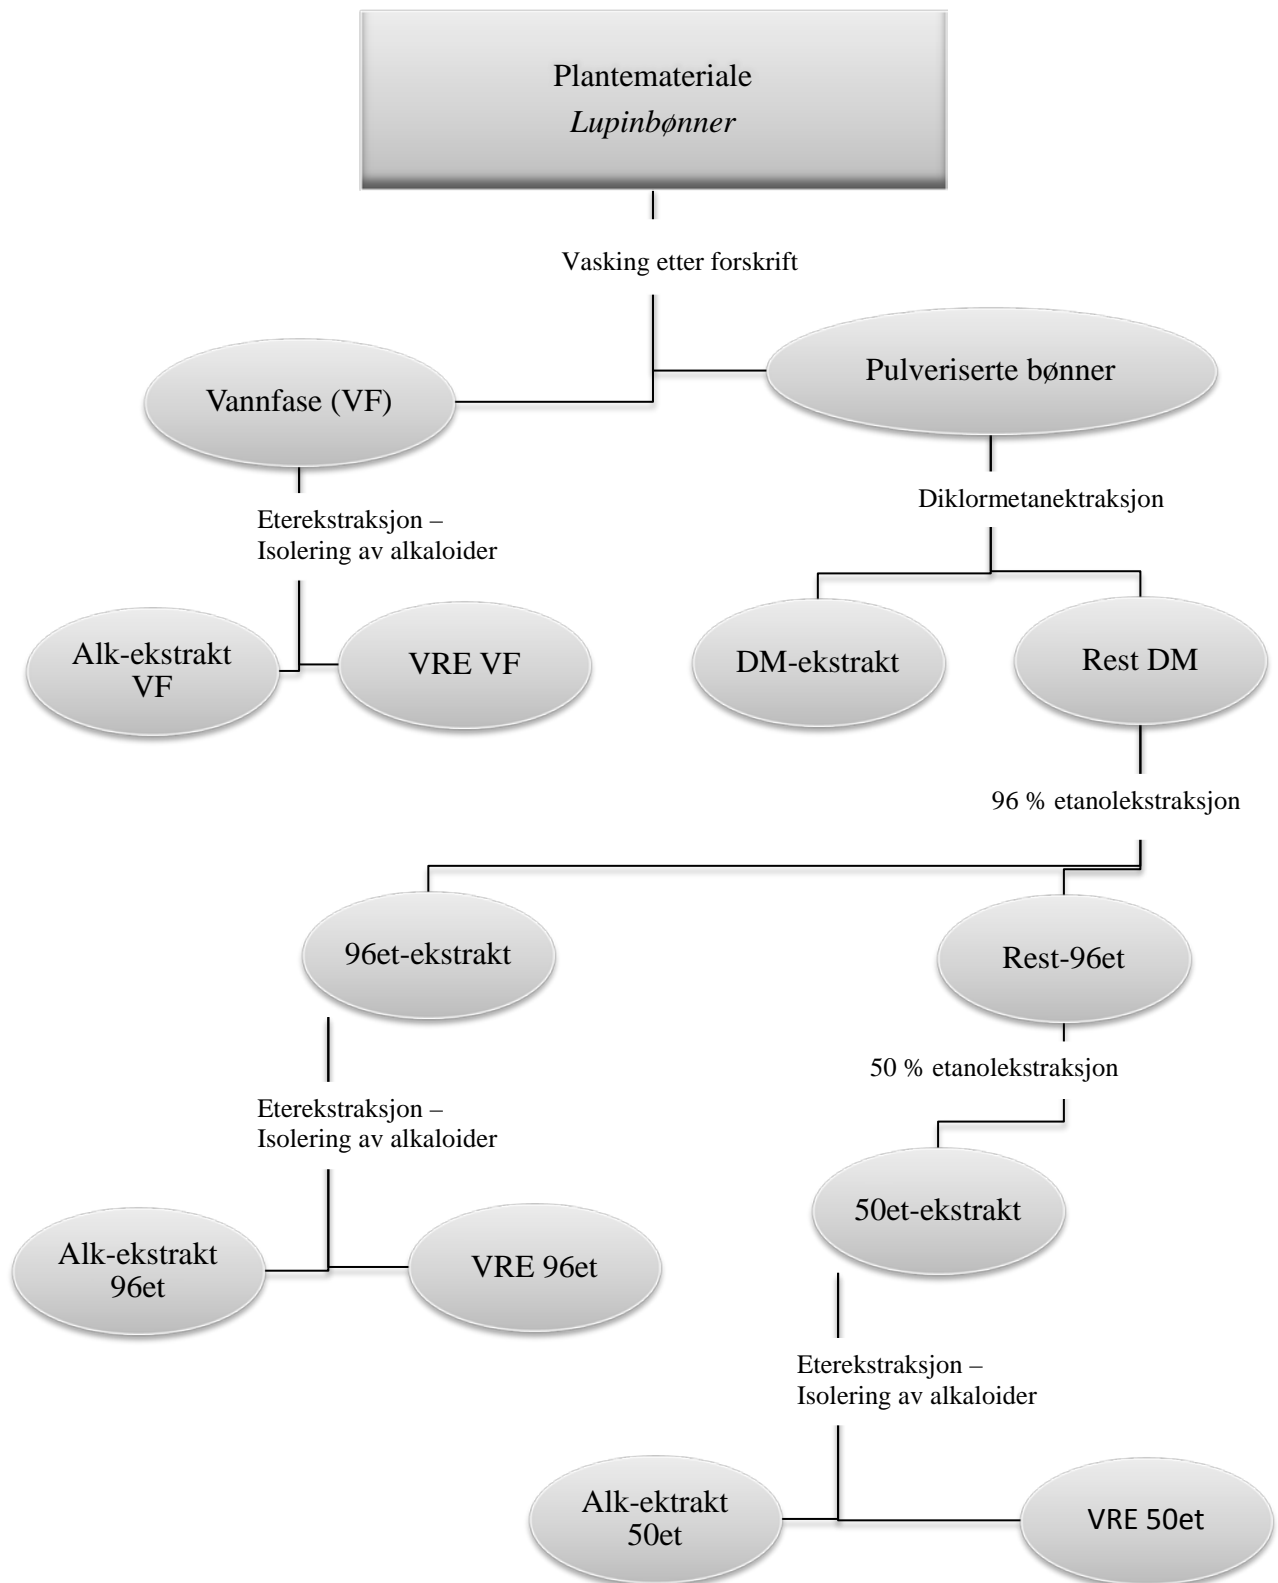 Plantemateriale
Lupinbønner
Vasking etter forskrift
Vannfase (VF)
Pulveriserte bønner
Eterekstraksjon –
Isolering av alkaloider
Diklormetanektraksjon
Alk-ekstrakt
VF
VRE VF
DM-ekstrakt
Rest DM
96 % etanolekstraksjon
96et-ekstrakt
Rest-96et
50 % etanolekstraksjon
Eterekstraksjon –
Isolering av alkaloider
50et-ekstrakt
Alk-ekstrakt
96et
VRE 96et
Eterekstraksjon –
Isolering av alkaloider
Alk-ektrakt
50et
VRE 50et